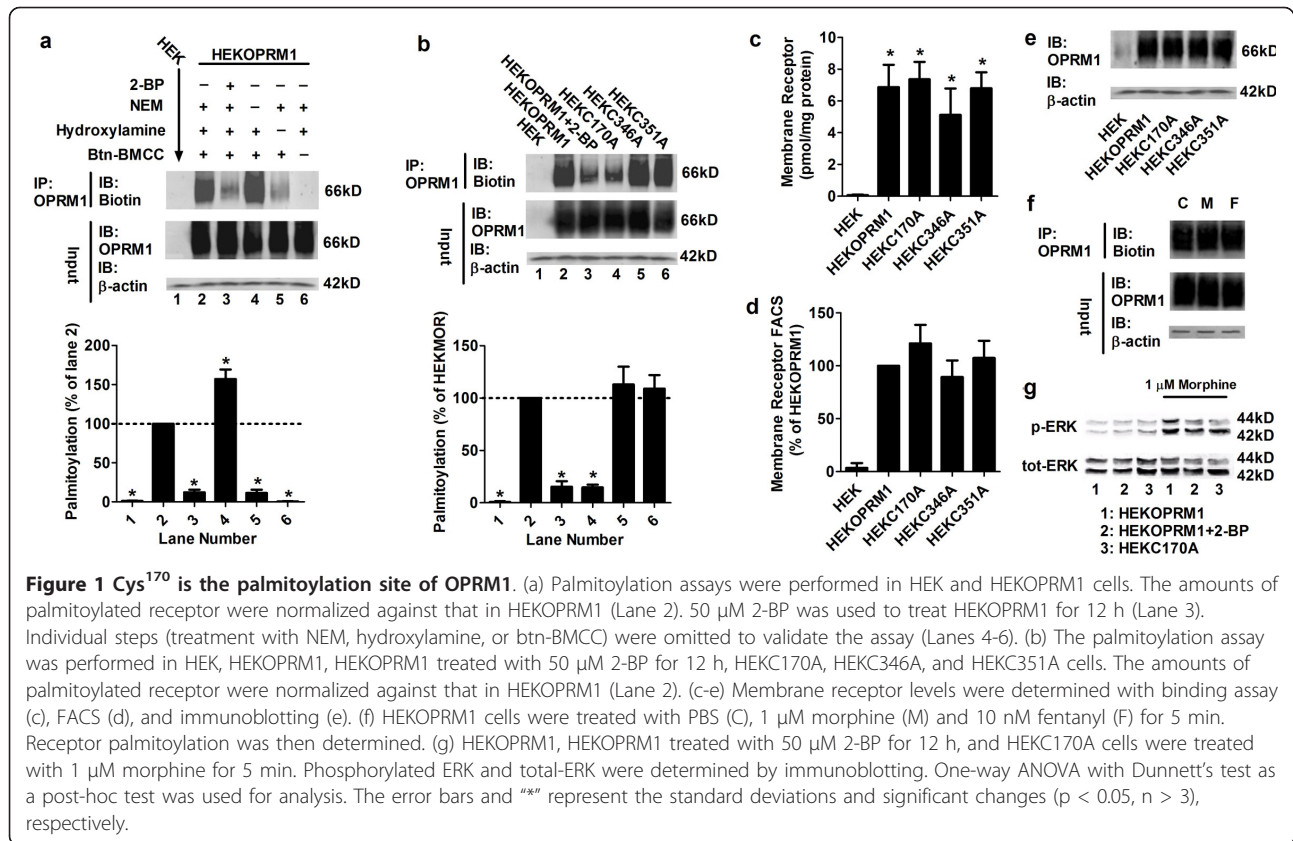 a
HEK
HEKOPRM1
2-BP − + − − −
NEM + + − + +
Hydroxylamine + + + − +
Btn-BMCC + + + + −
IP: OPRM1
IB: Biotin
66kD
Input
IB: OPRM1
66kD
IB: β-actin
42kD
1 2 3 4 5 6
Palmitoylation (% of lane 2)
200
150
100
50
0
* * * * *
1 2 3 4 5 6
Lane Number
b
HEK
HEKOPRM1
HEKOPRM1+2-BP
HEKC170A
HEKC346A
HEKC351A
IP: OPRM1
IB: Biotin
66kD
Input
IB: OPRM1
66kD
IB: β-actin
42kD
1 2 3 4 5 6
Palmitoylation (% of HEKMOR)
150
100
50
0
* * *
1 2 3 4 5 6
Lane Number
c
Membrane Receptor
(pmol/mg protein)
10
8
6
4
2
0
* * * *
HEK
HEKOPRM1
HEKC170A
HEKC346A
HEKC351A
d
Membrane Receptor FACS
(% of HEKOPRM1)
150
100
50
0
HEK
HEKOPRM1
HEKC170A
HEKC346A
HEKC351A
e
IB: OPRM1
66kD
IB: β-actin
42kD
HEK
HEKOPRM1
HEKC170A
HEKC346A
HEKC351A
f
C M F
IP: OPRM1
IB: Biotin
Input
IB: OPRM1
IB: β-actin
g
1 μM Morphine
p-ERK
44kD
42kD
tot-ERK
44kD
42kD
1 2 3 1 2 3
1: HEKOPRM1
2: HEKOPRM1+2-BP
3: HEKC170A
Figure 1 Cys170 is the palmitoylation site of OPRM1. (a) Palmitoylation assays were performed in HEK and HEKOPRM1 cells. The amounts of
palmitoylated receptor were normalized against that in HEKOPRM1 (Lane 2). 50 μM 2-BP was used to treat HEKOPRM1 for 12 h (Lane 3).
Individual steps (treatment with NEM, hydroxylamine, or btn-BMCC) were omitted to validate the assay (Lanes 4-6). (b) The palmitoylation assay
was performed in HEK, HEKOPRM1, HEKOPRM1 treated with 50 μM 2-BP for 12 h, HEKC170A, HEKC346A, and HEKC351A cells. The amounts of
palmitoylated receptor were normalized against that in HEKOPRM1 (Lane 2). (c-e) Membrane receptor levels were determined with binding assay
(c), FACS (d), and immunoblotting (e). (f) HEKOPRM1 cells were treated with PBS (C), 1 μM morphine (M) and 10 nM fentanyl (F) for 5 min.
Receptor palmitoylation was then determined. (g) HEKOPRM1, HEKOPRM1 treated with 50 μM 2-BP for 12 h, and HEKC170A cells were treated
with 1 μM morphine for 5 min. Phosphorylated ERK and total-ERK were determined by immunoblotting. One-way ANOVA with Dunnett's test as
a post-hoc test was used for analysis. The error bars and "*" represent the standard deviations and significant changes (p < 0.05, n > 3),
respectively.